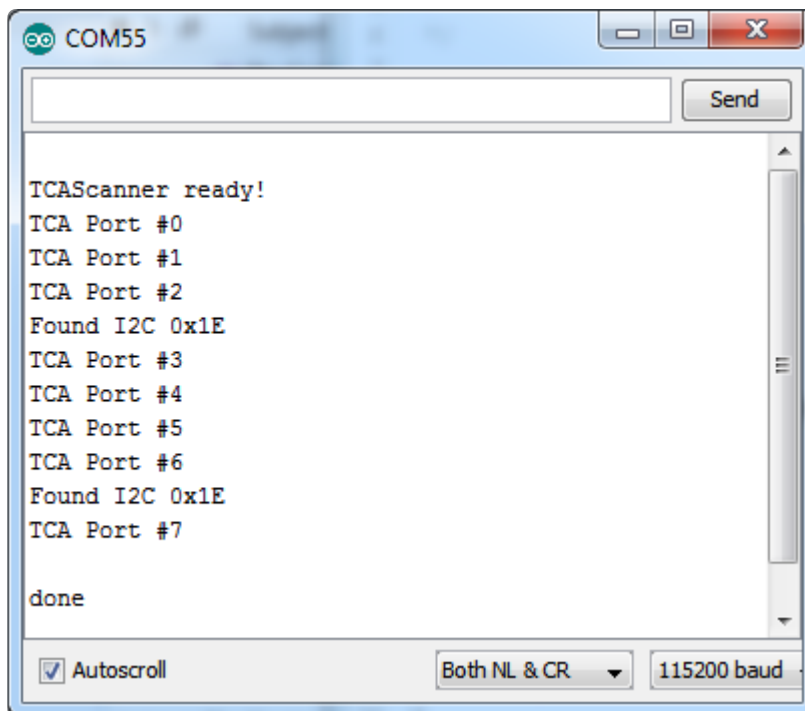 COM55
Send
TCAScanner ready!
TCA Port #0
TCA Port #1
TCA Port #2
Found I2C 0x1E
TCA Port #3
TCA Port #4
TCA Port #5
TCA Port #6
Found I2C 0x1E
TCA Port #7
done
Autoscroll Both NL & CR 115200 baud